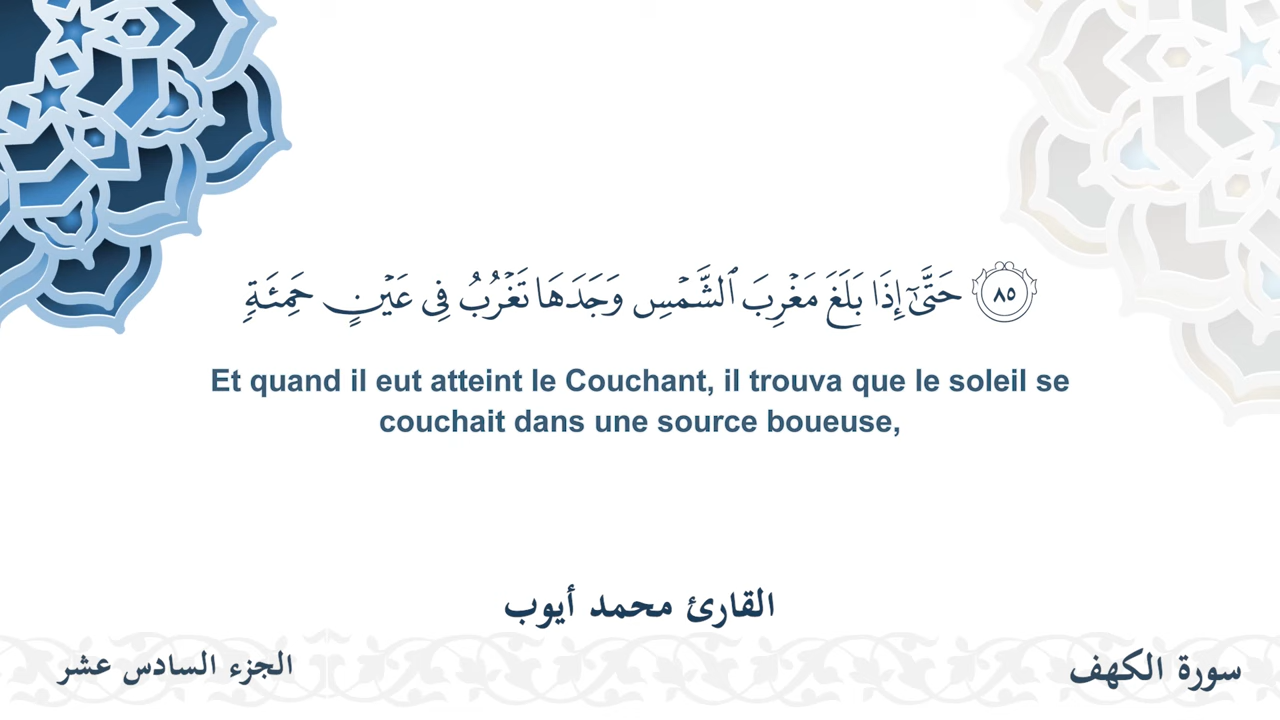 ٨٥ حَتَّىٰٓ إِذَا بَلَغَ مَغۡرِبَ ٱلشَّمۡسِ وَجَدَهَا تَغۡرُبُ فِي عَيۡنٍ حَمِئَةٖ
Et quand il eut atteint le Couchant, il trouva que le soleil se
couchait dans une source boueuse,
القارئ محمد أيوب
سورة الكهف
الجزء السادس عشر